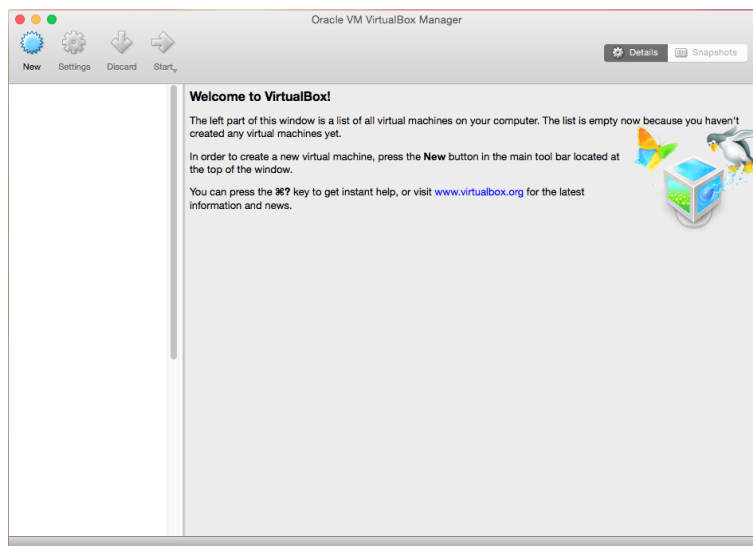 Oracle VM VirtualBox Manager
New Settings Discard Start
Details Snapshots
Welcome to VirtualBox!
The left part of this window is a list of all virtual machines on your computer. The list is empty now because you haven't
created any virtual machines yet.
In order to create a new virtual machine, press the New button in the main tool bar located at
the top of the window.
You can press the ⌘? key to get instant help, or visit www.virtualbox.org for the latest
information and news.